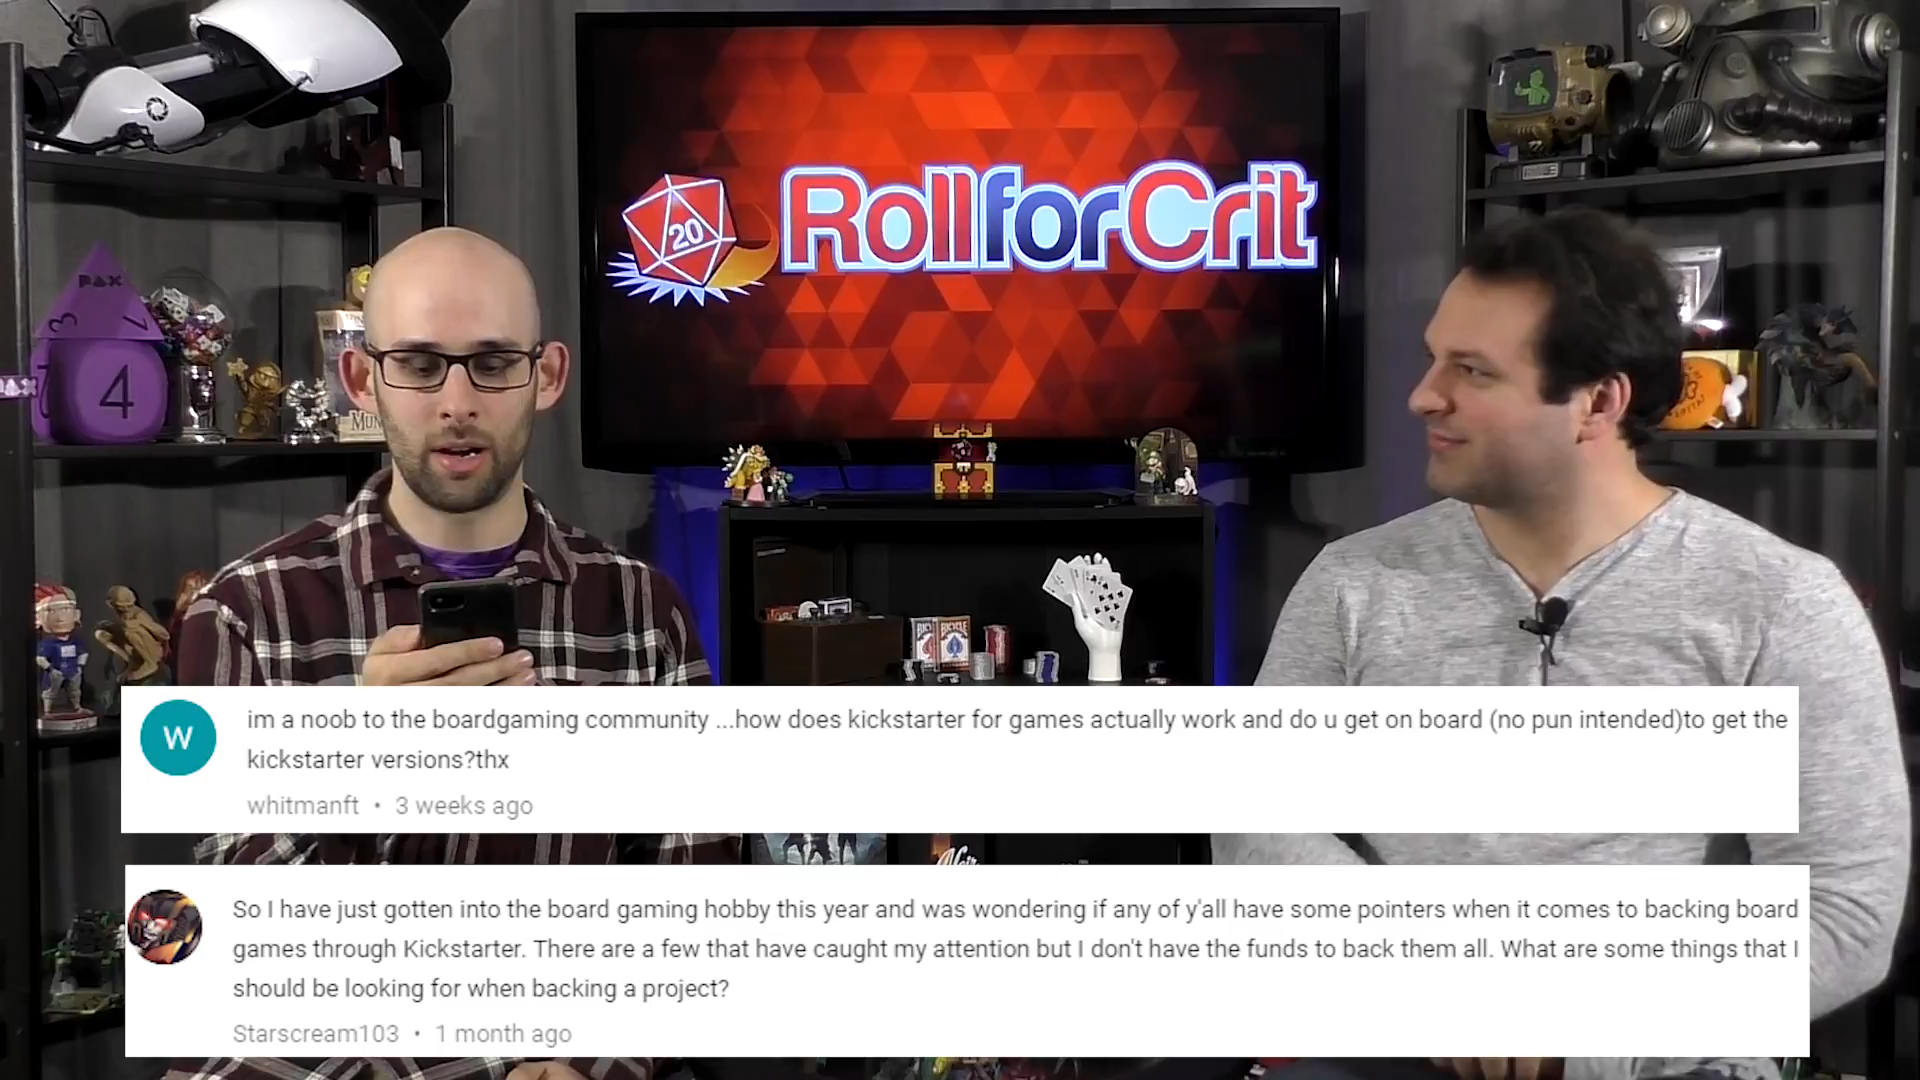 PAX
3
4
20
RollforCrit
BICYCLE
W
im a noob to the boardgaming community ...how does kickstarter for games actually work and do u get on board (no pun intended)to get the
kickstarter versions?thx
whitmanft • 3 weeks ago
So I have just gotten into the board gaming hobby this year and was wondering if any of y'all have some pointers when it comes to backing board
games through Kickstarter. There are a few that have caught my attention but I don't have the funds to back them all. What are some things that I
should be looking for when backing a project?
Starscream103 • 1 month ago